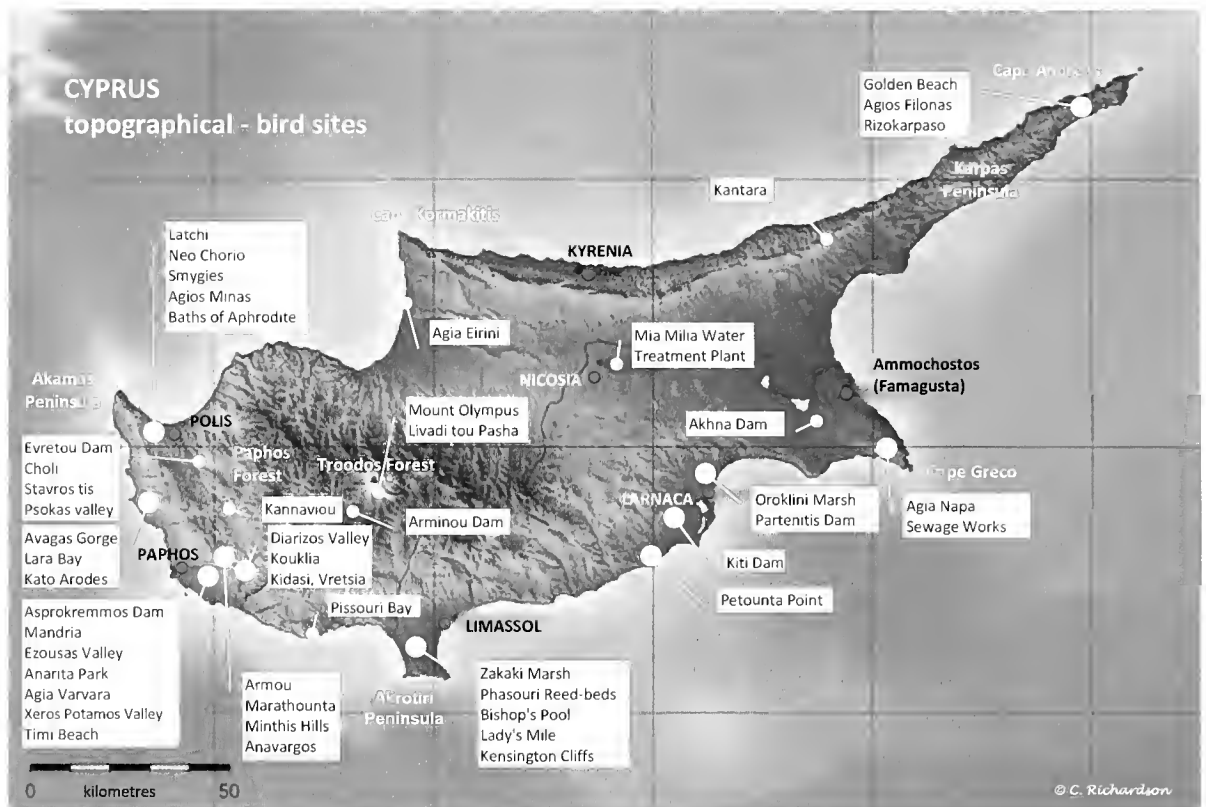 CYPRUS
topographical - bird sites
Golden Beach
Agios Filonas
Rizokarpaso
Karpas
Peninsula
Kantara
Kormakitis
Latchi
Neo Chorio
Smygies
Agios Minas
Baths of Aphrodite
KYRENIA
Agia Eirini
Mia Milia Water
Treatment Plant
NICOSIA
Ammochostos
(Famagusta)
Akamas
Peninsula
POLIS
Mount Olympus
Livadi tou Pasha
Akhna Dam
Evretou Dam
Choli
Stavros tis
Psokas valley
Paphos
Forest
Troodos Forest
Cape Greco
LARNACA
Oroklini Marsh
Partenitis Dam
Agia Napa
Sewage Works
Kannaviou
Arminou Dam
Avagas Gorge
Lara Bay
Kato Arodes
PAPHOS
Diarizos Valley
Kouklia
Kidasi, Vretsia
Kiti Dam
Petounta Point
Pissouri Bay
LIMASSOL
Asprokremmos Dam
Mandria
Ezousas Valley
Anarita Park
Agia Varvara
Xeros Potamos Valley
Timi Beach
Armou
Marathounta
Minthis Hills
Anavargos
Akrotiri
Peninsula
Zakaki Marsh
Phasouri Reed-beds
Bishop's Pool
Lady's Mile
Kensington Cliffs
0 kilometres 50
© C. Richardson